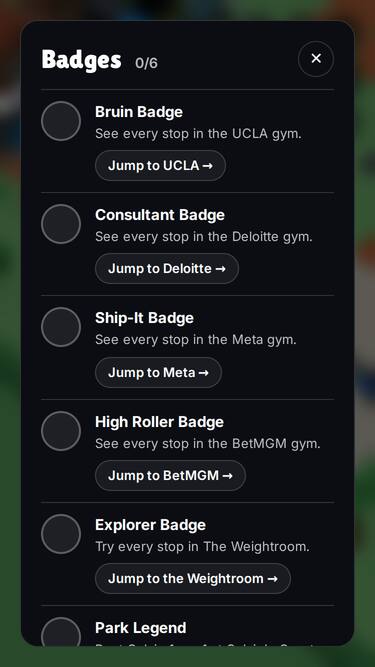 Badges 0/6
✕
Bruin Badge
See every stop in the UCLA gym.
Jump to UCLA →
Consultant Badge
See every stop in the Deloitte gym.
Jump to Deloitte →
Ship-It Badge
See every stop in the Meta gym.
Jump to Meta →
High Roller Badge
See every stop in the BetMGM gym.
Jump to BetMGM →
Explorer Badge
Try every stop in The Weightroom.
Jump to the Weightroom →
Park Legend